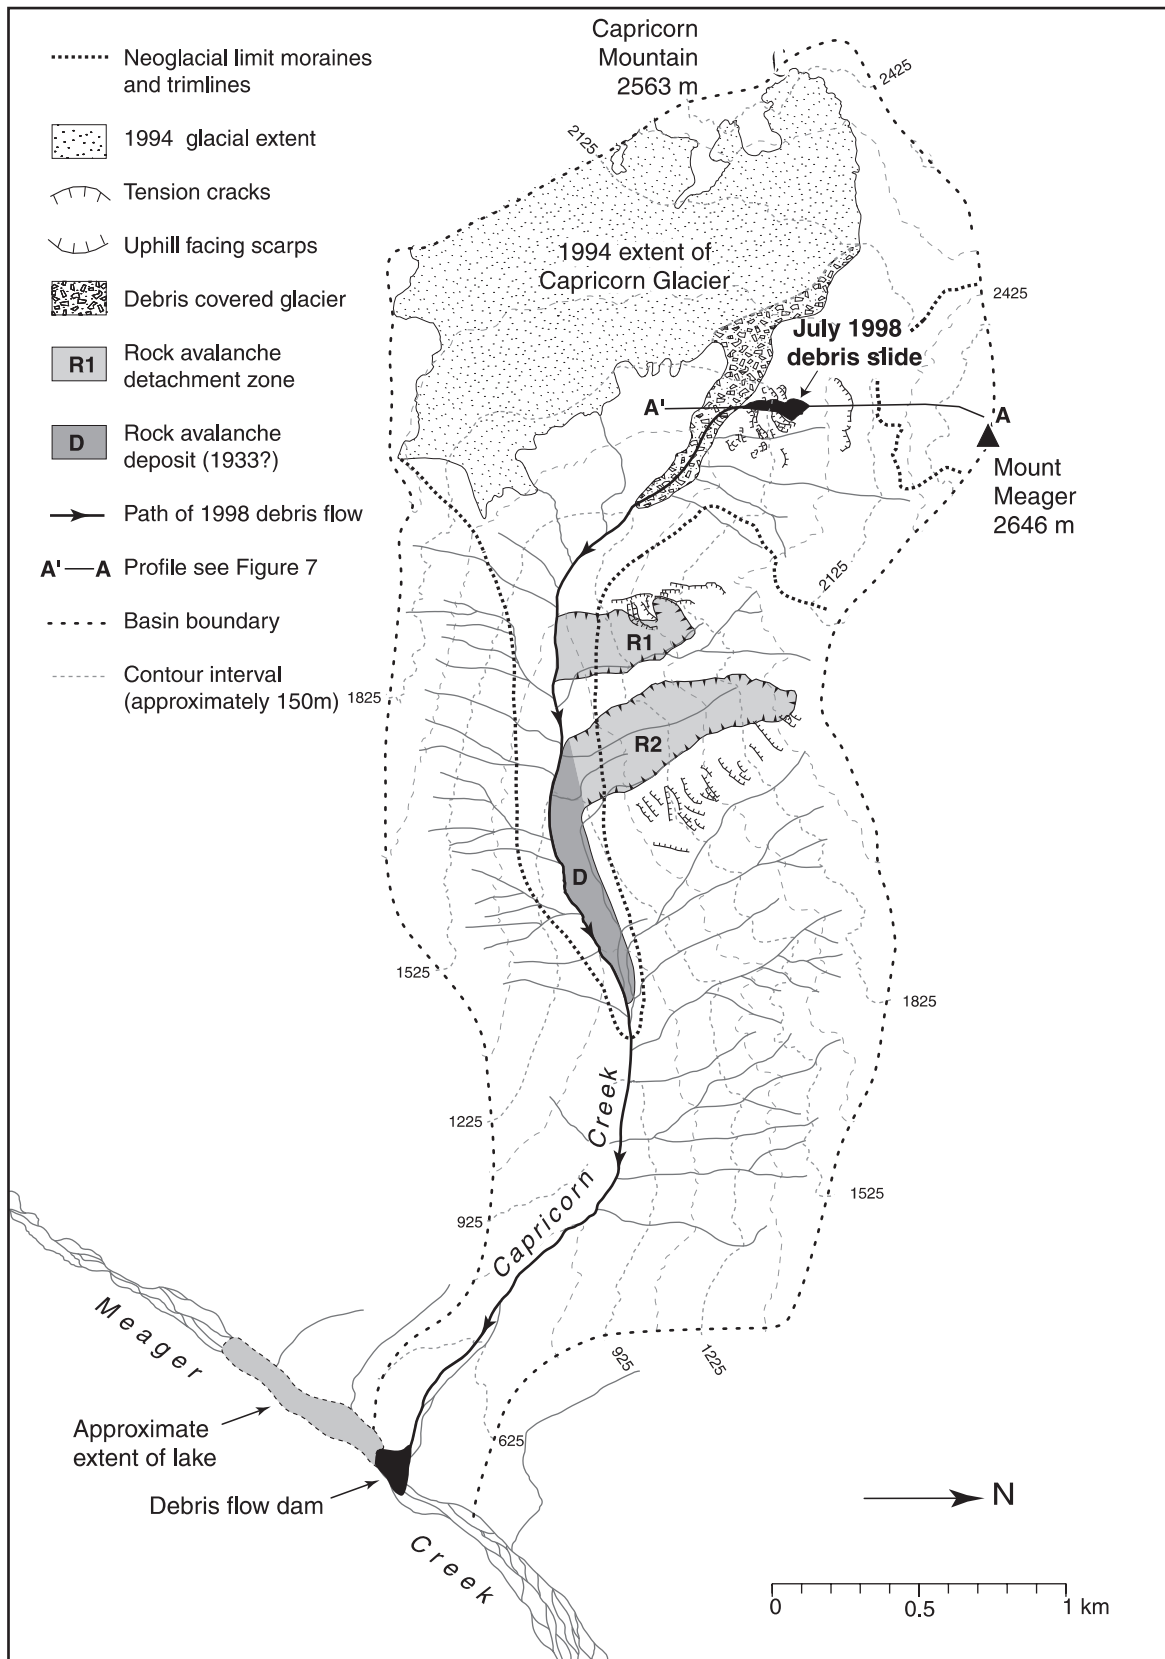 Neoglacial limit moraines
and trimlines
1994 glacial extent
Tension cracks
Uphill facing scarps
Debris covered glacier
R1
Rock avalanche
detachment zone
D
Rock avalanche
deposit (1933?)
Path of 1998 debris flow
A' A
Profile see Figure 7
Basin boundary
Contour interval
(approximately 150m)
Capricorn
Mountain
2563 m
2425
2125
1994 extent of
Capricorn Glacier
2425
July 1998
debris slide
A'
A
Mount
Meager
2646 m
2125
R1
1825
R2
D
1525
1825
Capricorn Creek
1225
1525
925
Meager Creek
925
1225
625
Approximate
extent of lake
Debris flow dam
N
0 0.5 1 km